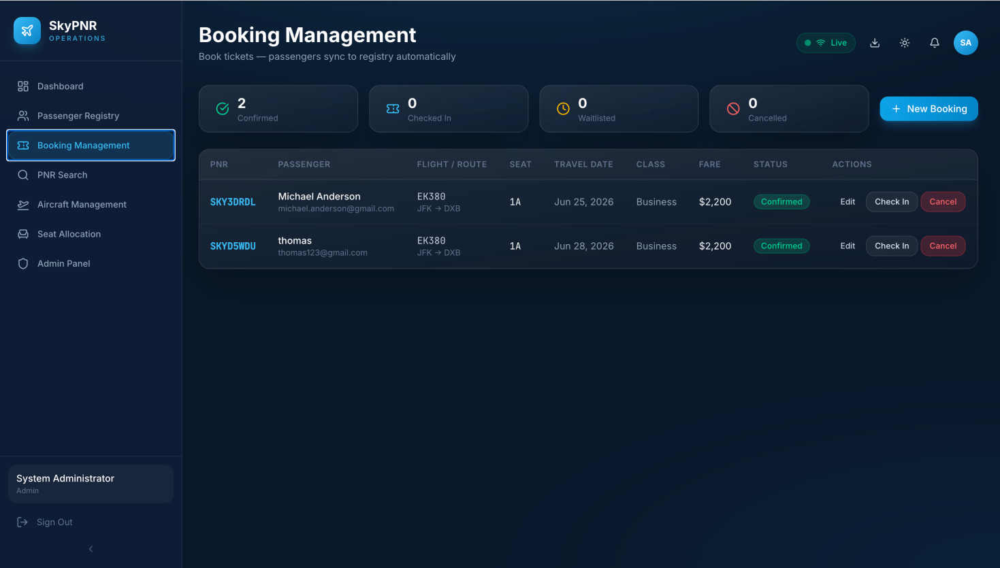 SkyPNR
OPERATIONS
Dashboard
Passenger Registry
Booking Management
PNR Search
Aircraft Management
Seat Allocation
Admin Panel
System Administrator
Admin
Sign Out
Booking Management
Book tickets — passengers sync to registry automatically
Live
SA
2
Confirmed
0
Checked In
0
Waitlisted
0
Cancelled
+ New Booking
PNR PASSENGER FLIGHT / ROUTE SEAT TRAVEL DATE CLASS FARE STATUS ACTIONS
SKY3DRDL Michael Anderson EK380 1A Jun 25, 2026 Business $2,200 Confirmed Edit Check In Cancel
michael.anderson@gmail.com JFK → DXB
SKYD5WDU thomas EK380 1A Jun 28, 2026 Business $2,200 Confirmed Edit Check In Cancel
thomas123@gmail.com JFK → DXB